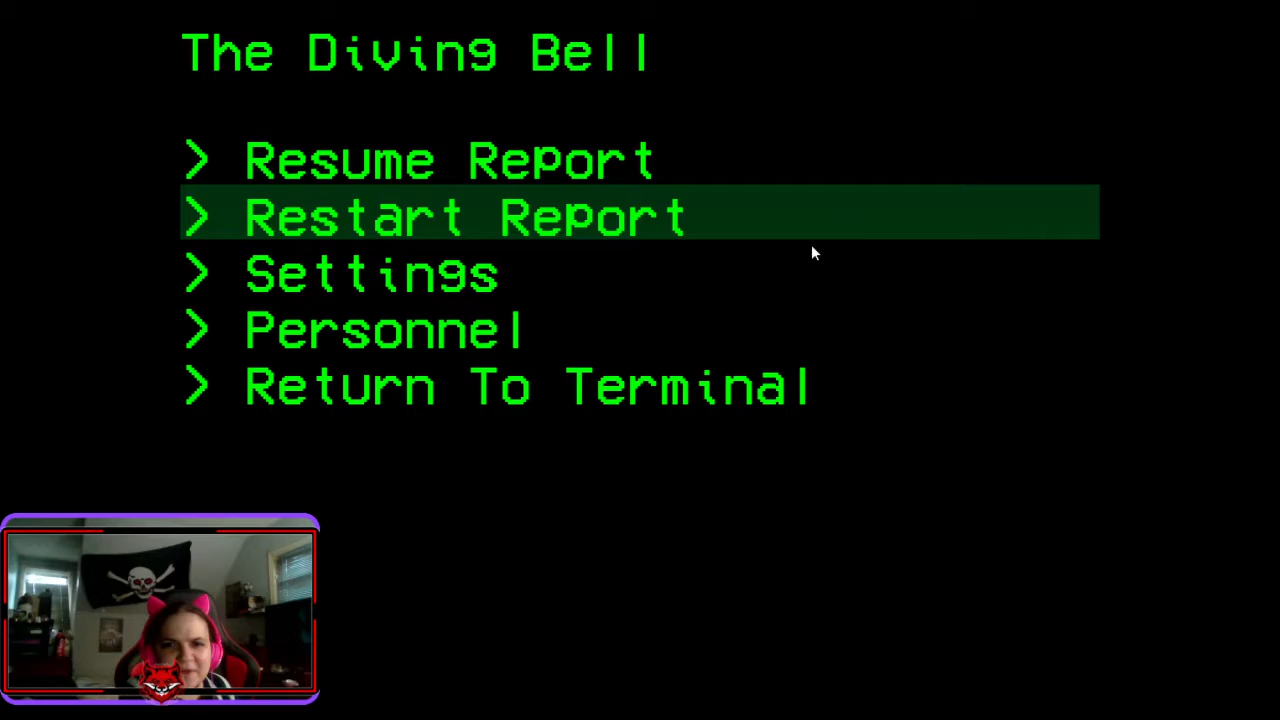 The Diving Bell
> Resume Report
> Restart Report
> Settings
> Personnel
> Return To Terminal